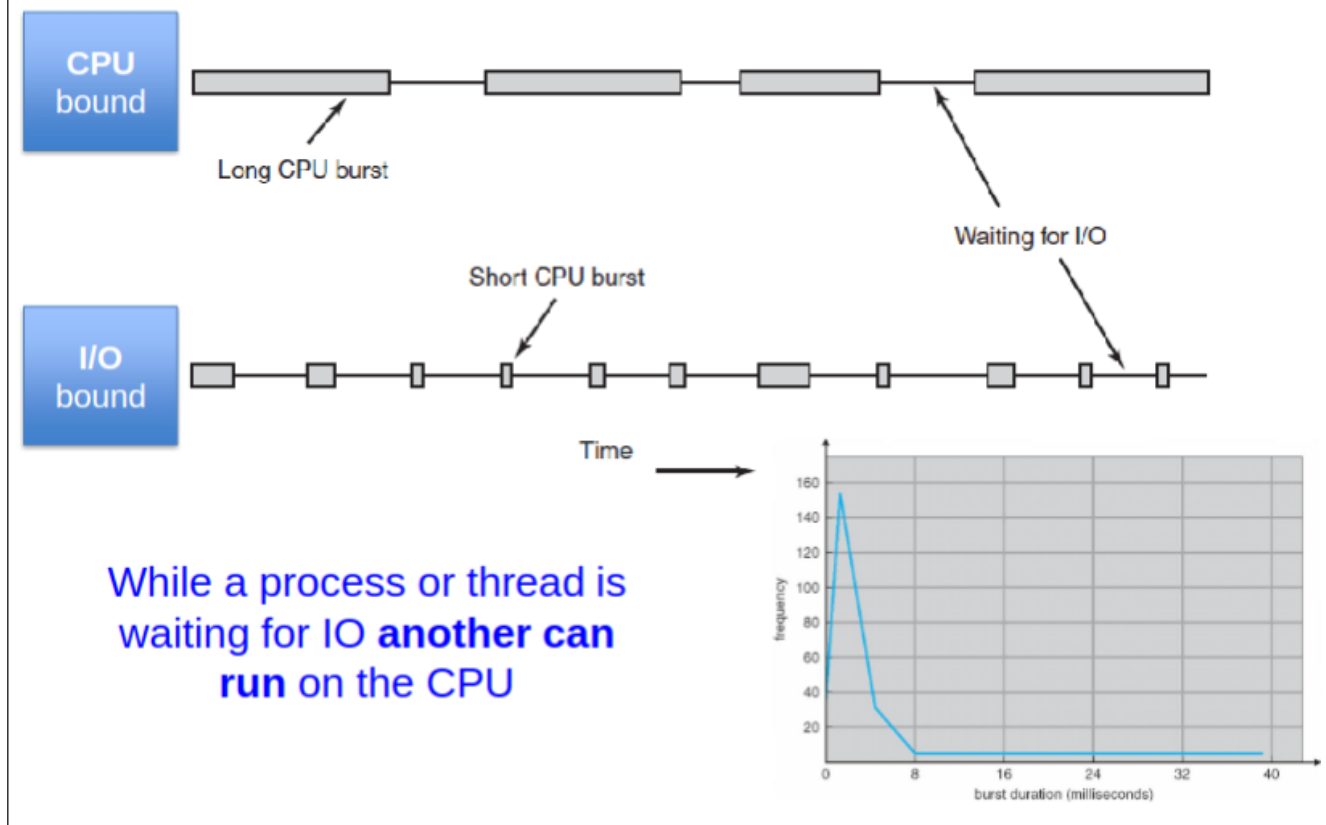 CPU
bound
Long CPU burst
Waiting for I/O
Short CPU burst
I/O
bound
Time
While a process or thread is
waiting for IO another can
run on the CPU
160
140
120
100
80
60
40
20
frequency
0 8 16 24 32 40
burst duration (milliseconds)